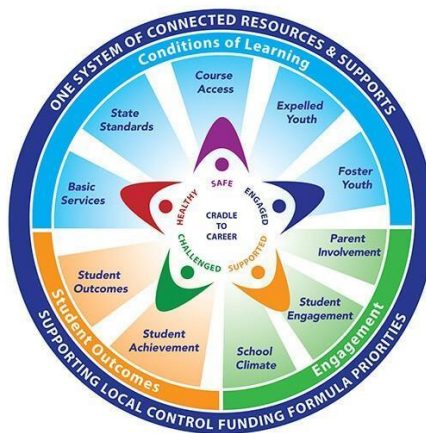 ONE SYSTEM OF CONNECTED RESOURCES & SUPPORTS
Conditions of Learning
Basic
Services
State
Standards
Course
Access
Expelled
Youth
Foster
Youth
HEALTHY
SAFE
ENGAGED
CRADLE
TO
CAREER
CHALLENGED
SUPPORTED
Parent
Involvement
Student
Engagement
School
Climate
Engagement
Student
Outcomes
Student
Achievement
Student Outcomes
SUPPORTING LOCAL CONTROL FUNDING FORMULA PRIORITIES